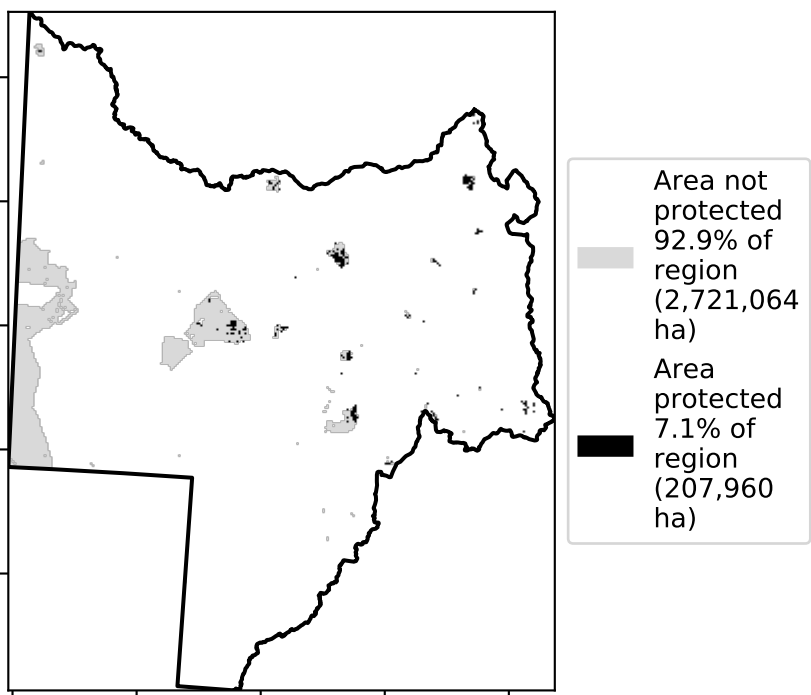 Area not
protected
92.9% of
region
(2,721,064
ha)
Area
protected
7.1% of
region
(207,960
ha)